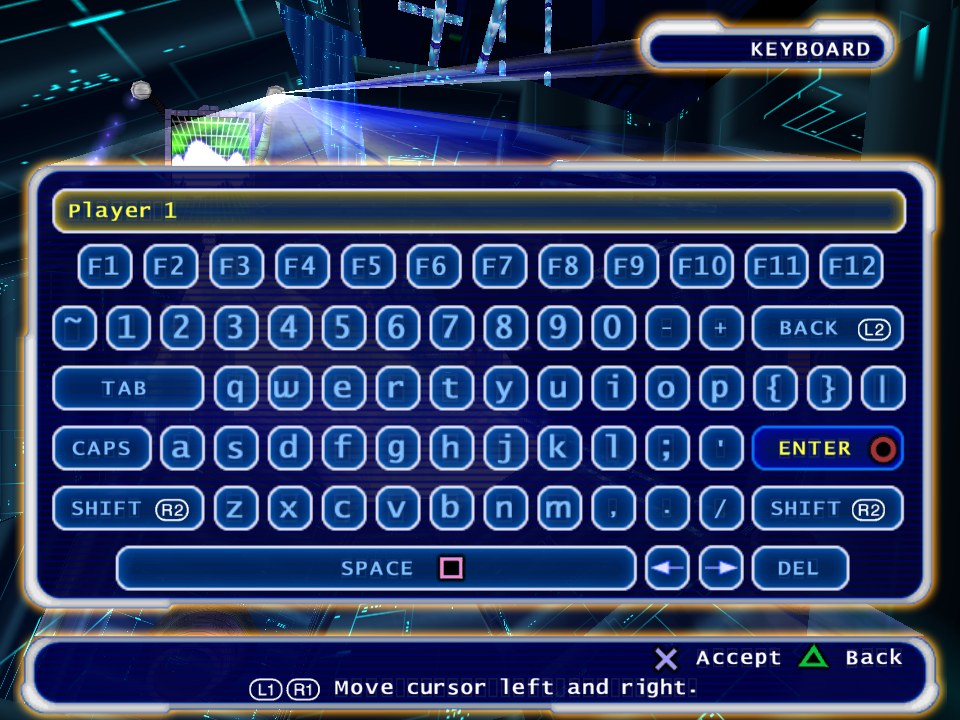 KEYBOARD
Player 1
F1 F2 F3 F4 F5 F6 F7 F8 F9 F10 F11 F12
~ 1 2 3 4 5 6 7 8 9 0 - + BACK L2
TAB q w e r t y u i o p { } |
CAPS a s d f g h j k l ; ' ENTER
SHIFT R2 z x c v b n m , . / SHIFT R2
SPACE ← → DEL
Accept Back
L1 R1 Move cursor left and right.